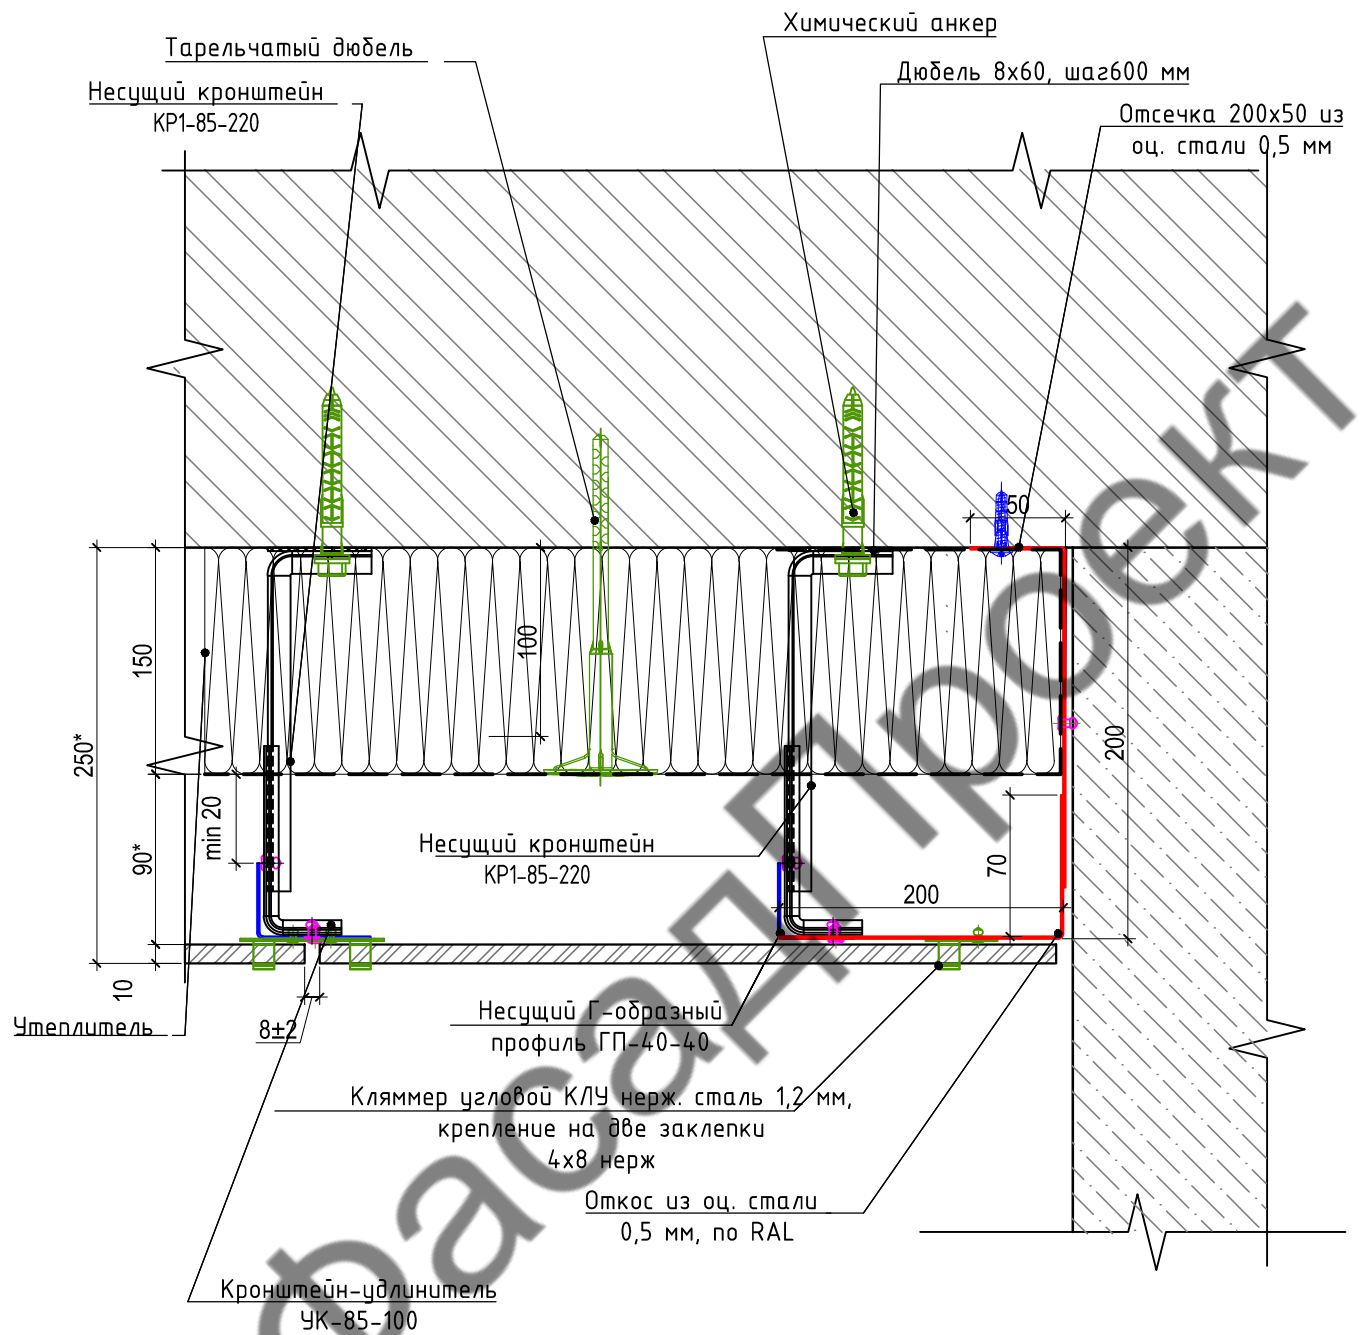 Химический анкер
Тарельчатый дюбель
Дюбель 8х60, шаг600 мм
Несущий кронштейн
КР1-85-220
Отсечка 200х50 из
оц. стали 0,5 мм
50
100
150
250*
200
min 20
90*
70
Несущий кронштейн
КР1-85-220
200
10
8±2
Утеплитель
Несущий Г-образный
профиль ГП-40-40
Кляммер угловой КЛУ нерж. сталь 1,2 мм,
крепление на две заклепки
4х8 нерж
Откос из оц. стали
0,5 мм, по RAL
Кронштейн-удлинитель
УК-85-100
ФасадПроект